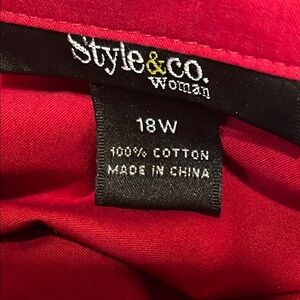 Style&co.
Woman
18W
100% COTTON
MADE IN CHINA